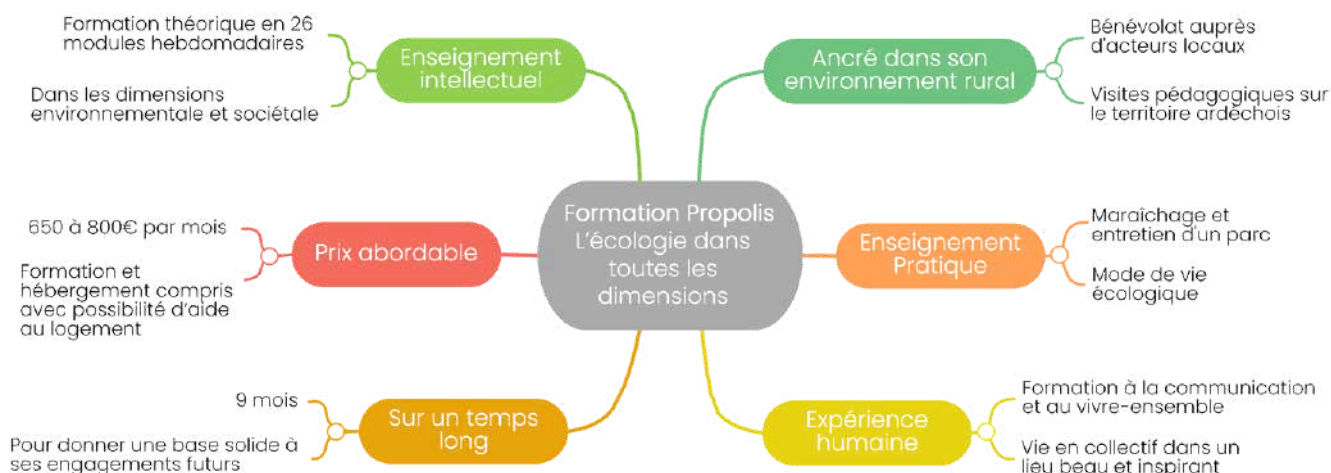 Formation théorique en 26
modules hebdomadaires
Dans les dimensions
environnementale et sociétale
Enseignement
intellectuel
Ancré dans son
environnement rural
Bénévolat auprès
d'acteurs locaux
Visites pédagogiques sur
le territoire ardéchois
650 à 800€ par mois
Formation et
hébergement compris
avec possibilité d'aide
au logement
Prix abordable
Formation Propolis
L'écologie dans
toutes les
dimensions
Enseignement
Pratique
Maraîchage et
entretien d'un parc
Mode de vie
écologique
9 mois
Pour donner une base solide à
ses engagements futurs
Sur un temps
long
Expérience
humaine
Formation à la communication
et au vivre-ensemble
Vie en collectif dans un
lieu beau et inspirant